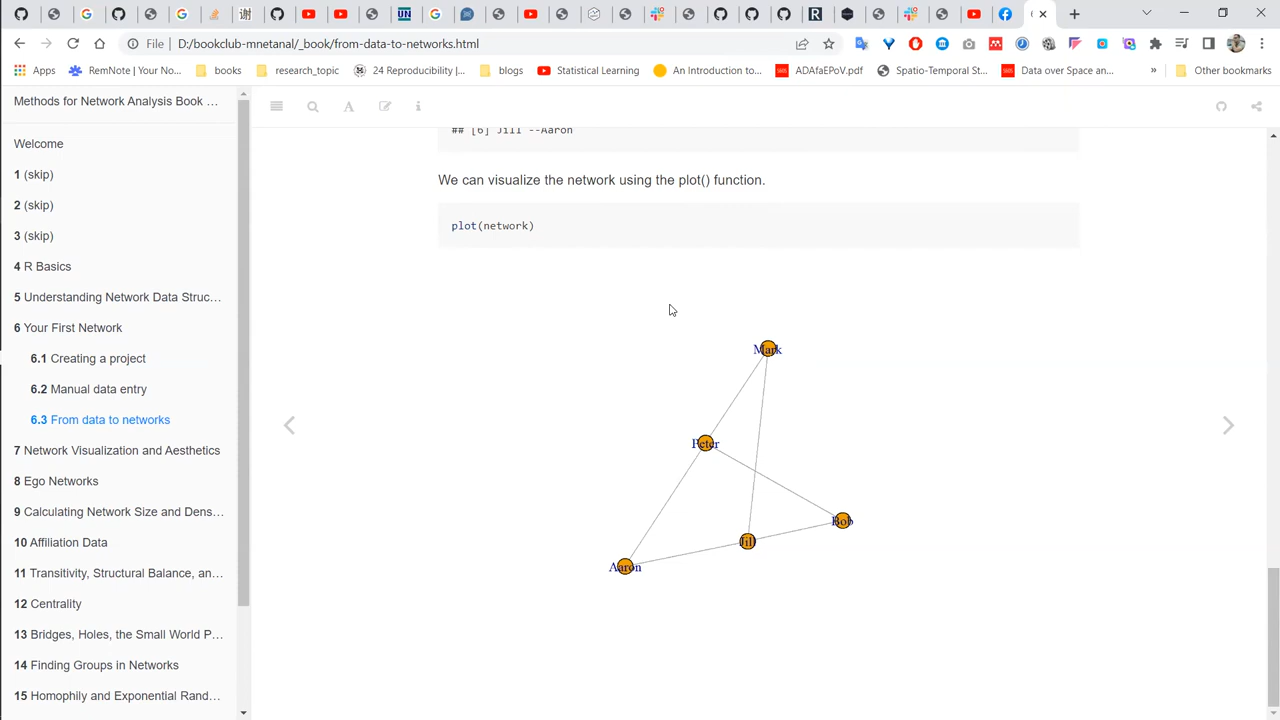 谢
UN
R
File | D:/bookclub-mnetanal/_book/from-data-to-networks.html
Apps
RemNote | Your No...
books
research_topic
24 Reproducibility |...
blogs
Statistical Learning
An Introduction to...
ADAfaEPoV.pdf
Spatio-Temporal St...
Data over Space an...
»
Other bookmarks
Methods for Network Analysis Book ...
Welcome
1 (skip)
2 (skip)
3 (skip)
4 R Basics
5 Understanding Network Data Struc...
6 Your First Network
6.1 Creating a project
6.2 Manual data entry
6.3 From data to networks
7 Network Visualization and Aesthetics
8 Ego Networks
9 Calculating Network Size and Dens...
10 Affiliation Data
11 Transitivity, Structural Balance, an...
12 Centrality
13 Bridges, Holes, the Small World P...
14 Finding Groups in Networks
15 Homophily and Exponential Rand...
## [6] Jill --Aaron
We can visualize the network using the plot() function.
plot(network)
Mark
Peter
Bob
Jill
Aaron